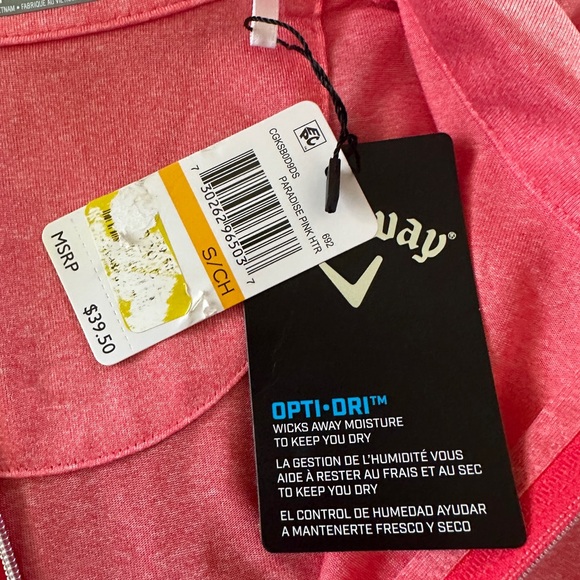 CGKSB0D9DS
692
PARADISE PINK HTR
7 30262 96503 7
S/CH
MSRP
$39.50
way®
OPTI•DRI™
WICKS AWAY MOISTURE
TO KEEP YOU DRY
LA GESTION DE L'HUMIDITÉ VOUS
AIDE À RESTER AU FRAIS ET AU SEC
TO KEEP YOU DRY
EL CONTROL DE HUMEDAD AYUDAR
A MANTENERTE FRESCO Y SECO